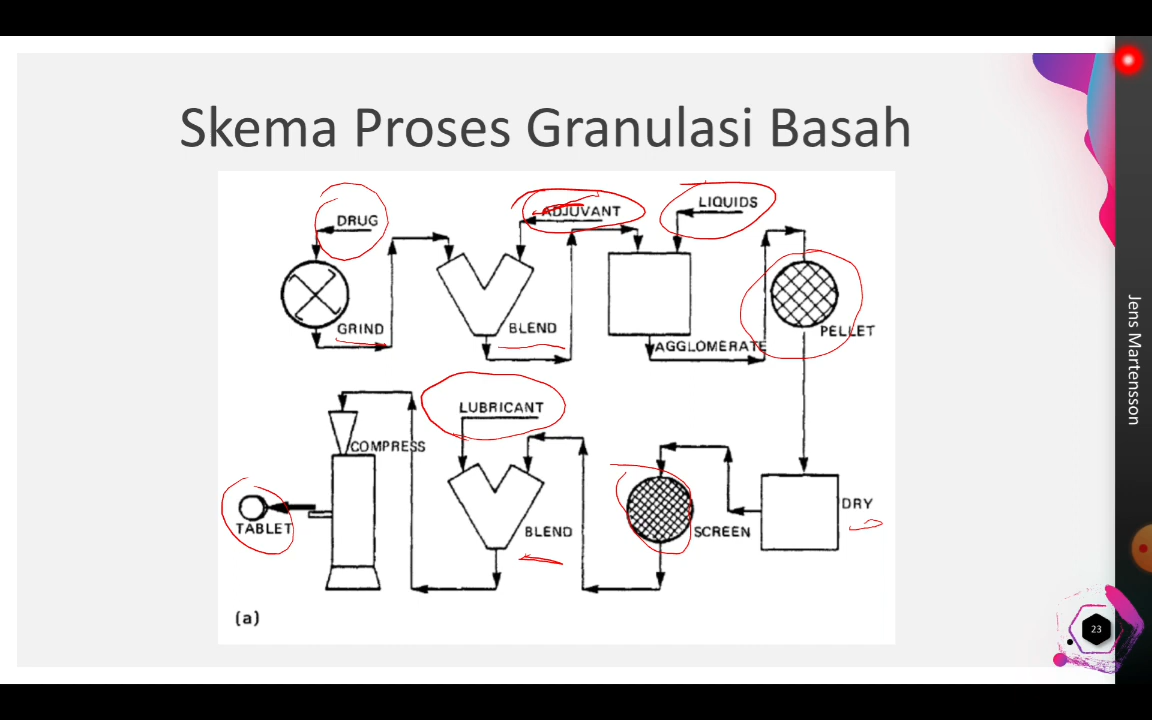 Skema Proses Granulasi Basah
DRUG
ADJUVANT
LIQUIDS
GRIND
BLEND
AGGLOMERATE
PELLET
LUBRICANT
COMPRESS
TABLET
BLEND
SCREEN
DRY
(a)
Jens Martensson
23